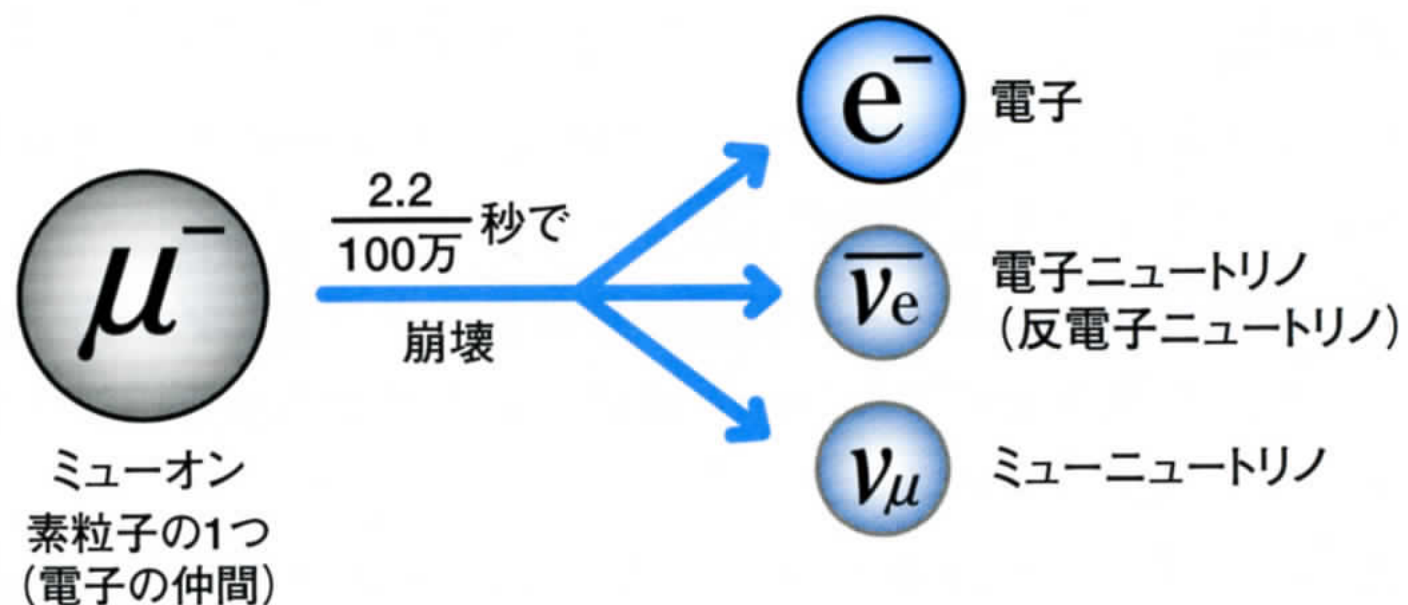 μ⁻
ミューオン
素粒子の1つ
(電子の仲間)
2.2
100万
秒で
崩壊
e⁻
電子
ν̅e
電子ニュートリノ
(反電子ニュートリノ)
νμ
ミューニュートリノ